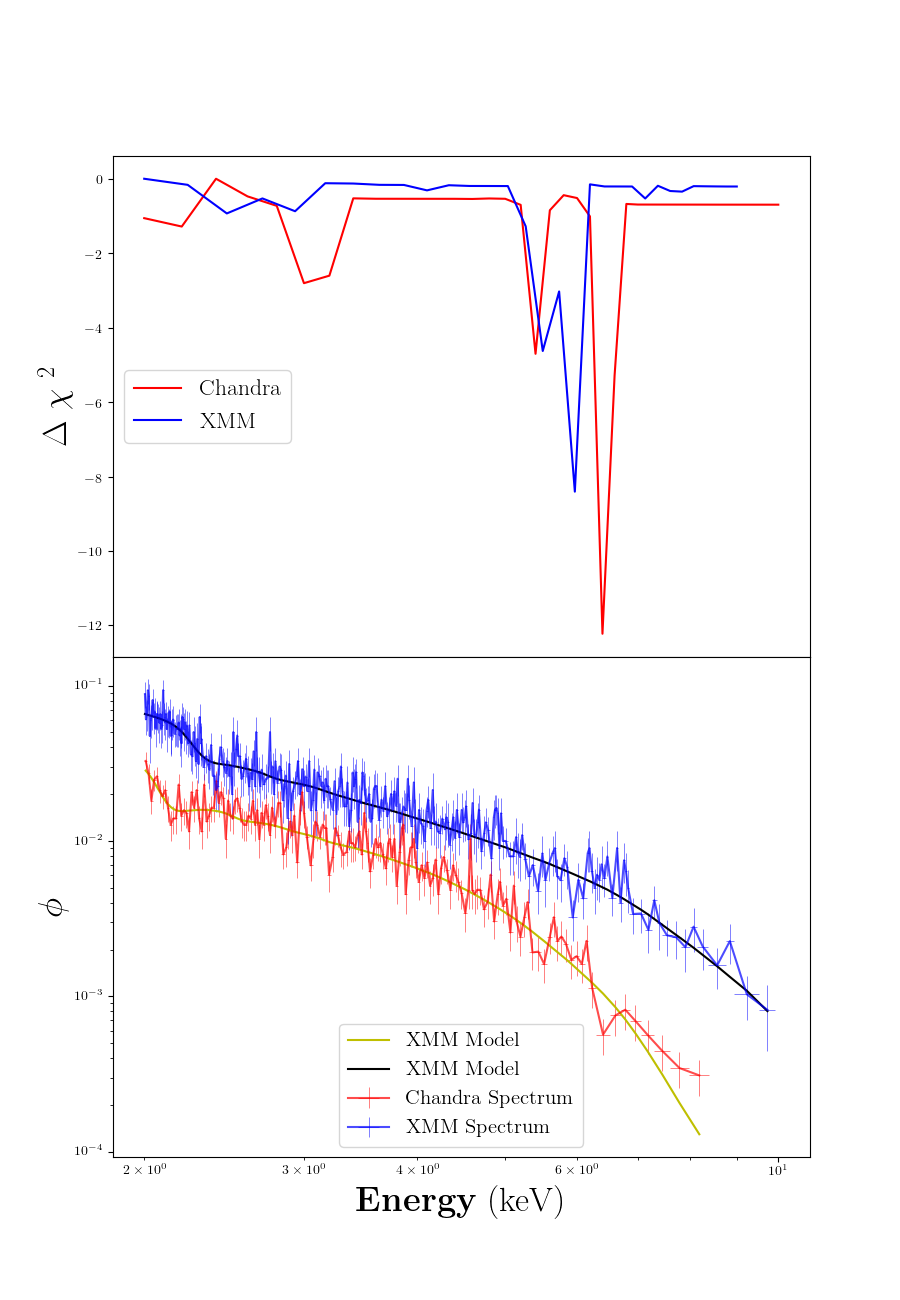 0
−2
−4
−6
−8
−10
−12
Δ χ ²
Chandra
XMM
10⁻¹
10⁻²
10⁻³
10⁻⁴
ϕ
XMM Model
XMM Model
Chandra Spectrum
XMM Spectrum
2 × 10⁰ 3 × 10⁰ 4 × 10⁰ 6 × 10⁰ 10¹
Energy (keV)